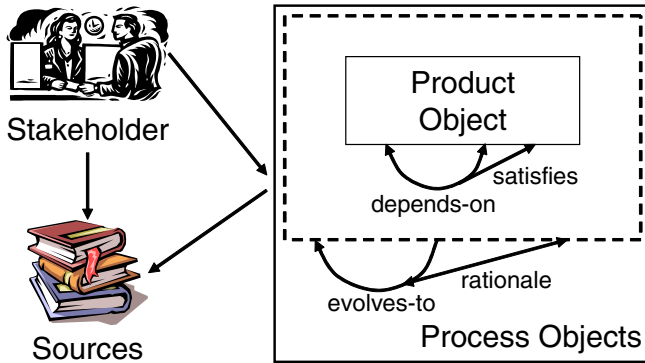 Stakeholder
Sources
Product
Object
satisfies
depends-on
rationale
evolves-to
Process Objects